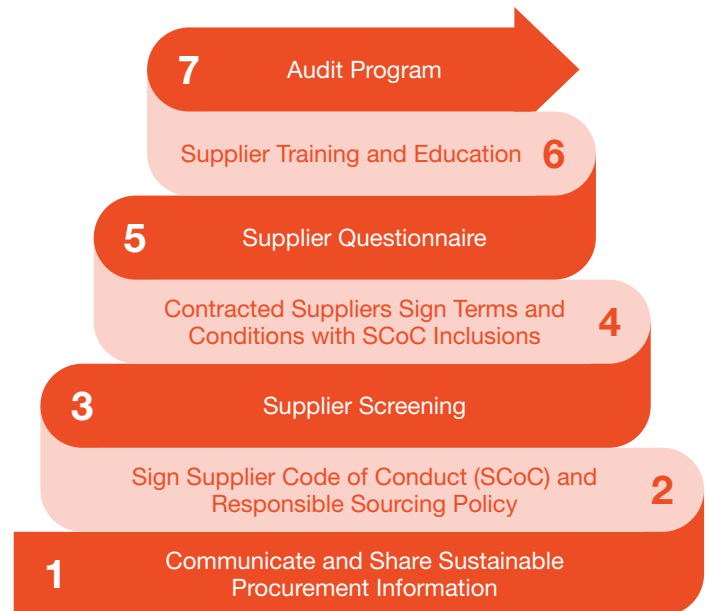 7 Audit Program
Supplier Training and Education 6
5 Supplier Questionnaire
Contracted Suppliers Sign Terms and
Conditions with SCoC Inclusions
4
3 Supplier Screening
Sign Supplier Code of Conduct (SCoC) and
Responsible Sourcing Policy
2
1
Communicate and Share Sustainable
Procurement Information